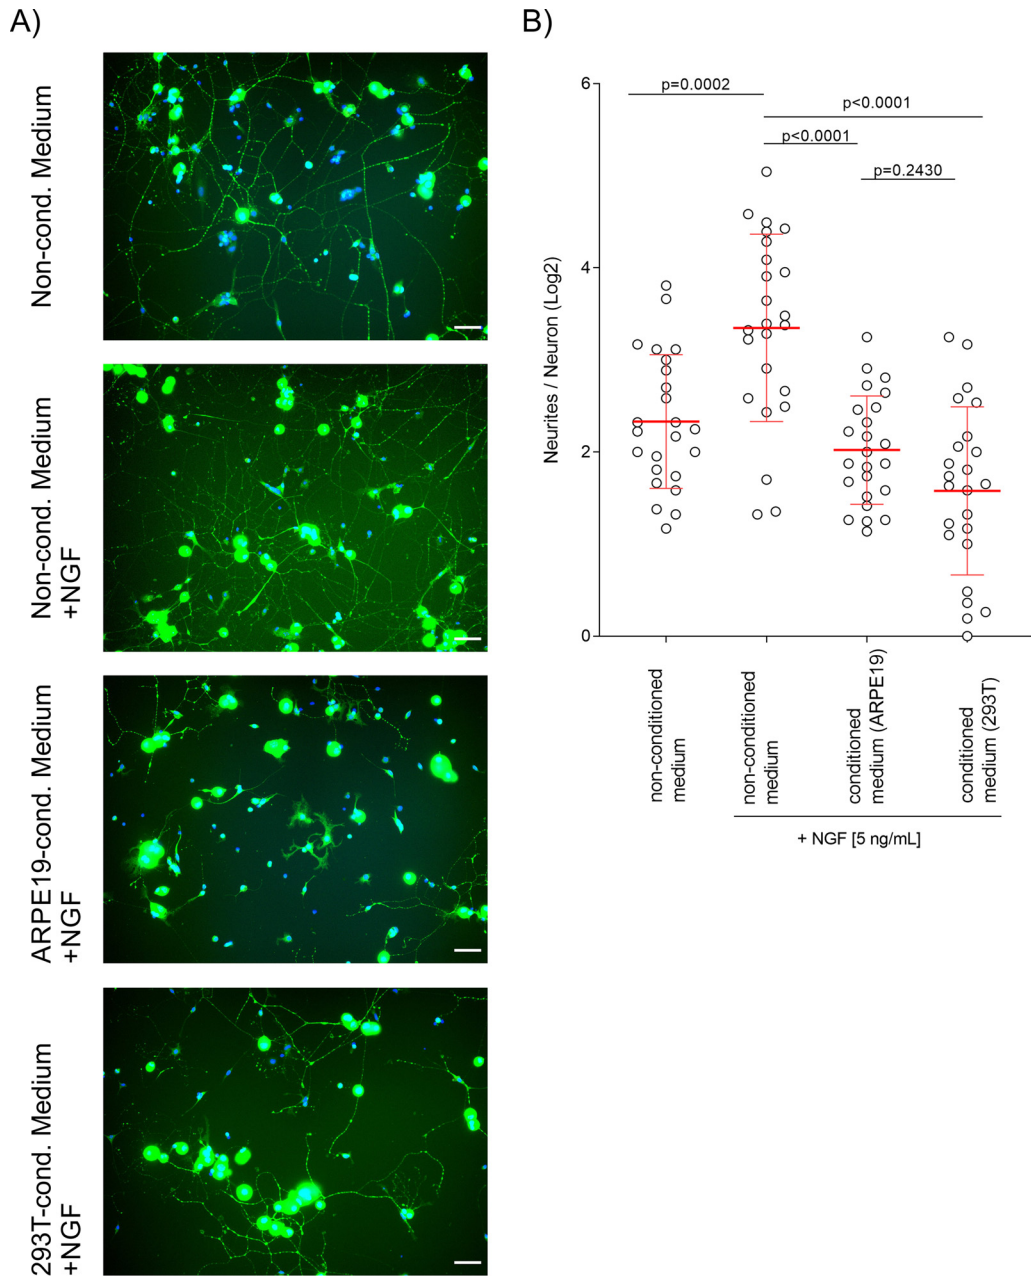 A)
B)
Non-cond. Medium
Non-cond. Medium
+NGF
ARPE19-cond. Medium
+NGF
293T-cond. Medium
+NGF
Neurites / Neuron (Log2)
6
4
2
0
p=0.0002
p<0.0001
p<0.0001
p=0.2430
non-conditioned
medium
non-conditioned
medium
conditioned
medium (ARPE19)
conditioned
medium (293T)
+ NGF [5 ng/mL]